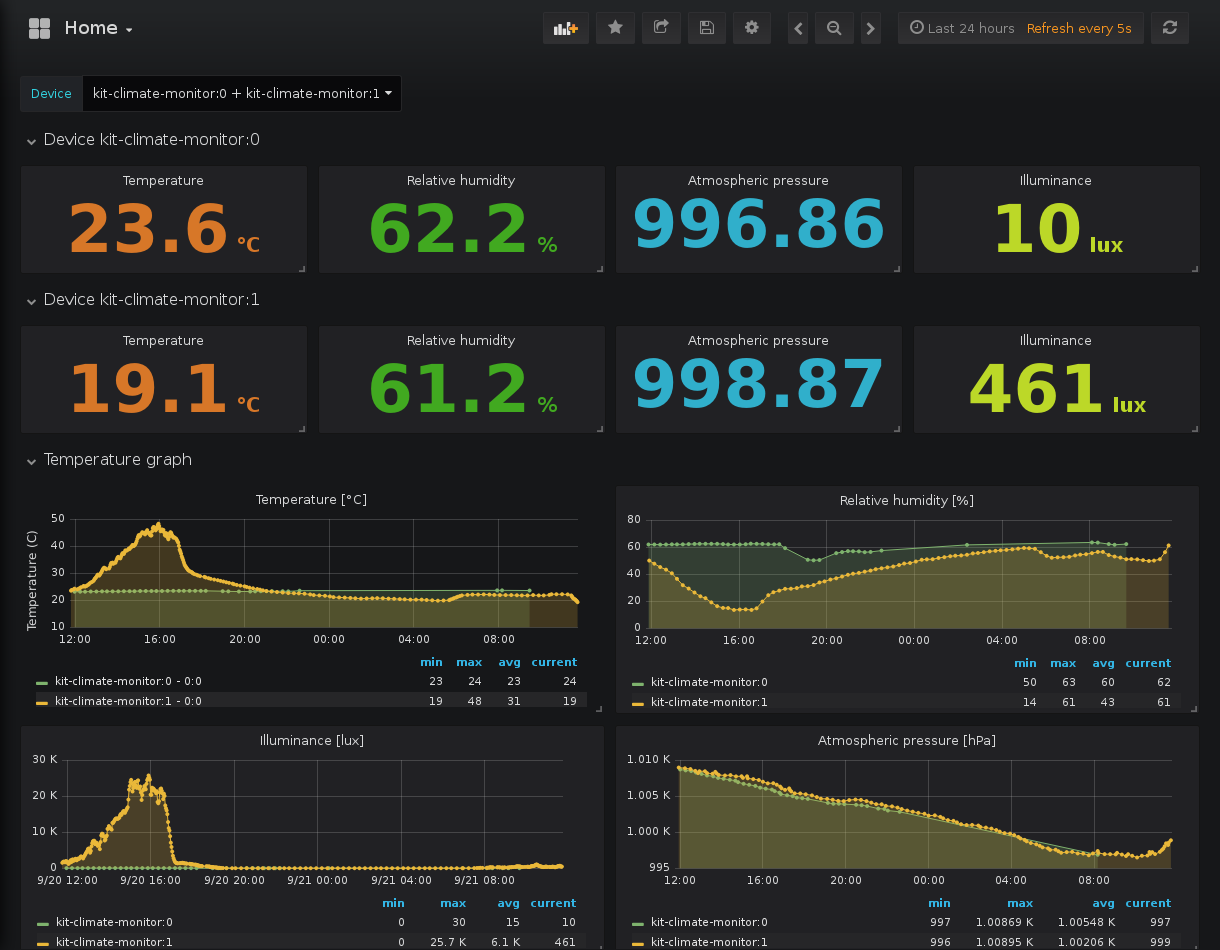 Home
Last 24 hours Refresh every 5s
Device kit-climate-monitor:0 + kit-climate-monitor:1
Device kit-climate-monitor:0
Temperature Relative humidity Atmospheric pressure Illuminance
23.6 °C 62.2 % 996.86 10 lux
Device kit-climate-monitor:1
Temperature Relative humidity Atmospheric pressure Illuminance
19.1 °C 61.2 % 998.87 461 lux
Temperature graph
Temperature [°C]
Temperature (C)
50
40
30
20
10
12:00 16:00 20:00 00:00 04:00 08:00
min max avg current
kit-climate-monitor:0 - 0:0 23 24 23 24
kit-climate-monitor:1 - 0:0 19 48 31 19
Relative humidity [%]
80
60
40
20
0
12:00 16:00 20:00 00:00 04:00 08:00
min max avg current
kit-climate-monitor:0 50 63 60 62
kit-climate-monitor:1 14 61 43 61
Illuminance [lux]
30 K
20 K
10 K
0
9/20 12:00 9/20 16:00 9/20 20:00 9/21 00:00 9/21 04:00 9/21 08:00
min max avg current
kit-climate-monitor:0 0 30 15 10
kit-climate-monitor:1 0 25.7 K 6.1 K 461
Atmospheric pressure [hPa]
1.010 K
1.005 K
1.000 K
995
12:00 16:00 20:00 00:00 04:00 08:00
min max avg current
kit-climate-monitor:0 997 1.00869 K 1.00548 K 997
kit-climate-monitor:1 996 1.00895 K 1.00206 K 999